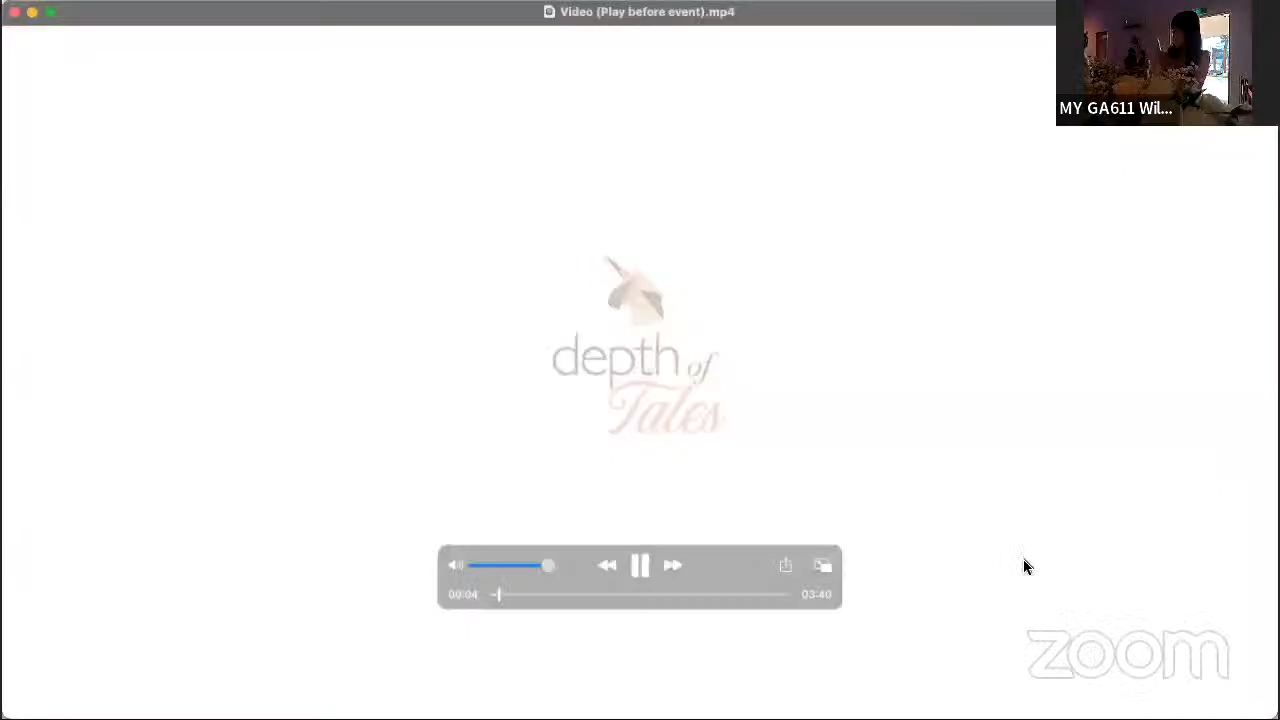 Video (Play before event).mp4
MY GA611 Wil...
depth of
Tales
00:04
03:40
zoom